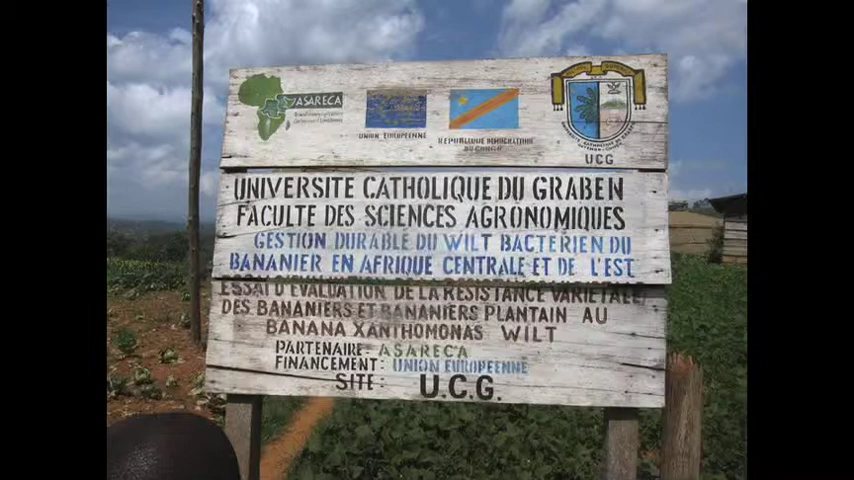 ASARECA
UNION EUROPEENNE
REPUBLIQUE DEMOCRATIQUE
DU CONGO
UCG
UNIVERSITE CATHOLIQUE DU GRABEN
FACULTE DES SCIENCES AGRONOMIQUES
GESTION DURABLE DU WILT BACTERIEN DU
BANANIER EN AFRIQUE CENTRALE ET DE L'EST
ESSAI D'EVALUATION DE LA RESISTANCE VARIETALE
DES BANANIERS ET BANANIERS PLANTAIN AU
BANANA XANTHOMONAS WILT
PARTENAIRE: ASARECA
FINANCEMENT: UNION EUROPEENNE
SITE: U.C.G.